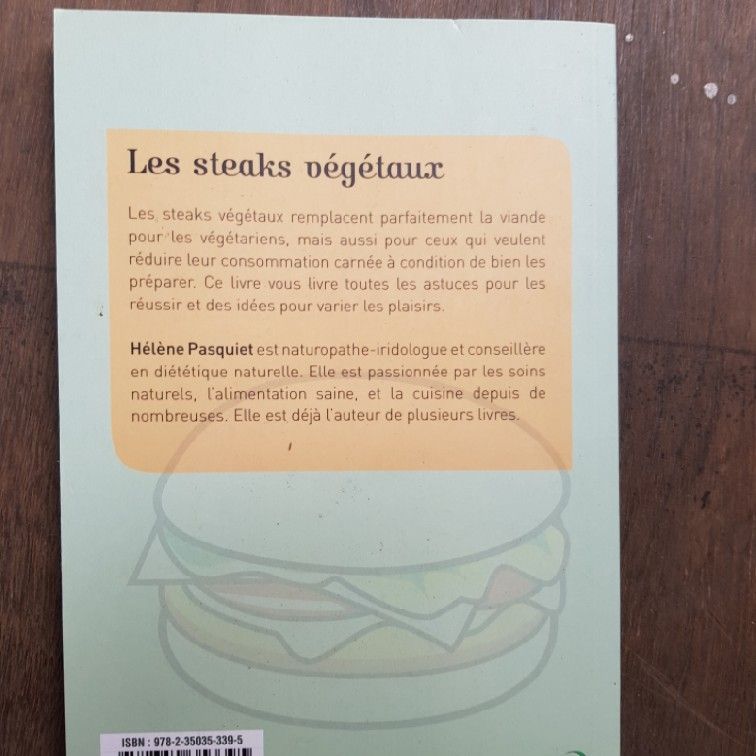 Les steaks végétaux
Les steaks végétaux remplacent parfaitement la viande
pour les végétariens, mais aussi pour ceux qui veulent
réduire leur consommation carnée à condition de bien les
préparer. Ce livre vous livre toutes les astuces pour les
réussir et des idées pour varier les plaisirs.
Hélène Pasquiet est naturopathe-iridologue et conseillère
en diététique naturelle. Elle est passionnée par les soins
naturels, l'alimentation saine, et la cuisine depuis de
nombreuses. Elle est déjà l'auteur de plusieurs livres.
ISBN : 978-2-35035-339-5